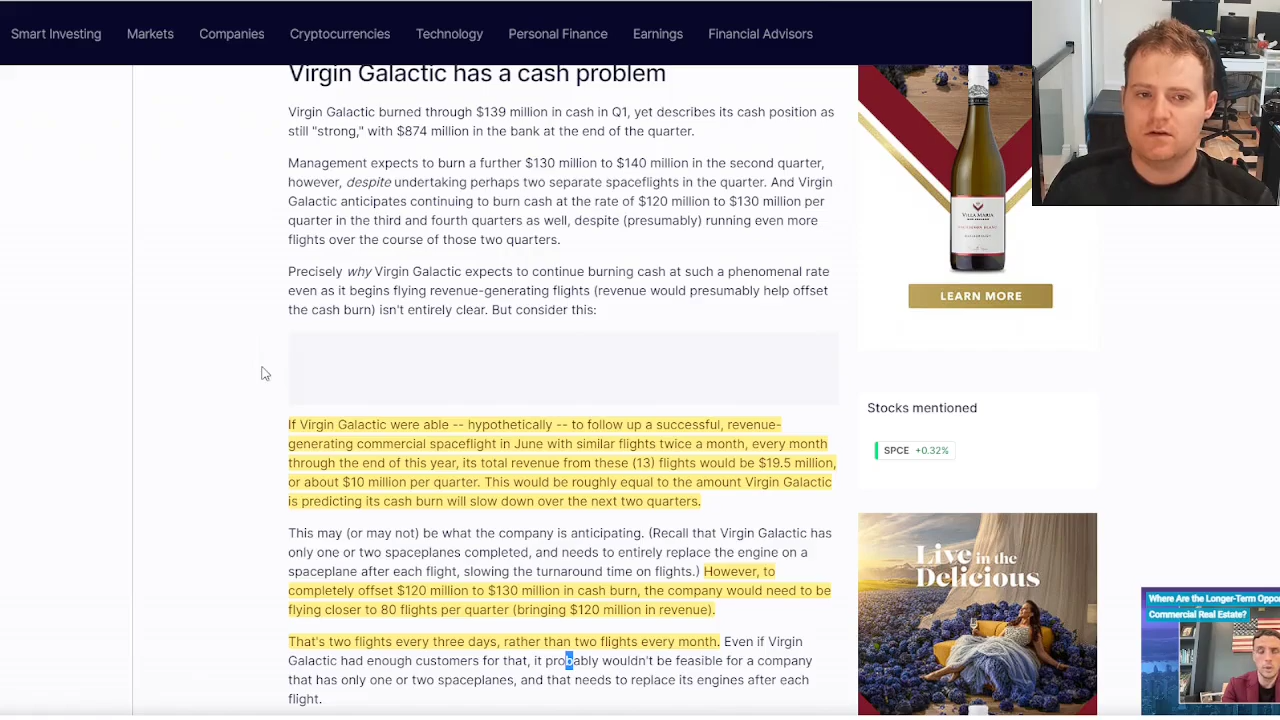 Smart Investing Markets Companies Cryptocurrencies Technology Personal Finance Earnings Financial Advisors
Virgin Galactic has a cash problem
Virgin Galactic burned through $139 million in cash in Q1, yet describes its cash position as
still "strong," with $874 million in the bank at the end of the quarter.
Management expects to burn a further $130 million to $140 million in the second quarter,
however, despite undertaking perhaps two separate spaceflights in the quarter. And Virgin
Galactic anticipates continuing to burn cash at the rate of $120 million to $130 million per
quarter in the third and fourth quarters as well, despite (presumably) running even more
flights over the course of those two quarters.
Precisely why Virgin Galactic expects to continue burning cash at such a phenomenal rate
even as it begins flying revenue-generating flights (revenue would presumably help offset
the cash burn) isn't entirely clear. But consider this:
If Virgin Galactic were able -- hypothetically -- to follow up a successful, revenue-
generating commercial spaceflight in June with similar flights twice a month, every month
through the end of this year, its total revenue from these (13) flights would be $19.5 million,
or about $10 million per quarter. This would be roughly equal to the amount Virgin Galactic
is predicting its cash burn will slow down over the next two quarters.
This may (or may not) be what the company is anticipating. (Recall that Virgin Galactic has
only one or two spaceplanes completed, and needs to entirely replace the engine on a
spaceplane after each flight, slowing the turnaround time on flights.) However, to
completely offset $120 million to $130 million in cash burn, the company would need to be
flying closer to 80 flights per quarter (bringing $120 million in revenue).
That's two flights every three days, rather than two flights every month. Even if Virgin
Galactic had enough customers for that, it probably wouldn't be feasible for a company
that has only one or two spaceplanes, and that needs to replace its engines after each
flight.
VILLA MARIA
LEARN MORE
Stocks mentioned
SPCE +0.32%
Live in the
Delicious
Where Are the Longer-Term Oppo
Commercial Real Estate?